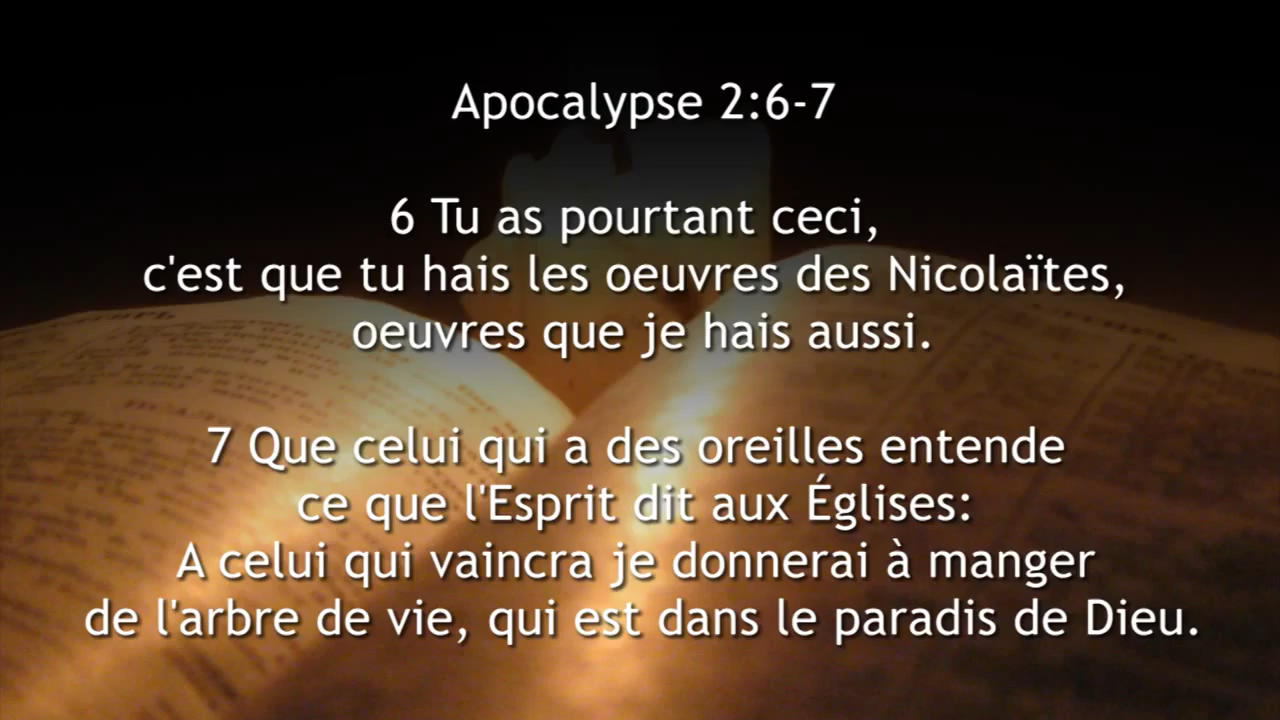 Apocalypse 2:6-7
6 Tu as pourtant ceci,
c'est que tu hais les oeuvres des Nicolaïtes,
oeuvres que je hais aussi.
7 Que celui qui a des oreilles entende
ce que l'Esprit dit aux Églises:
A celui qui vaincra je donnerai à manger
de l'arbre de vie, qui est dans le paradis de Dieu.